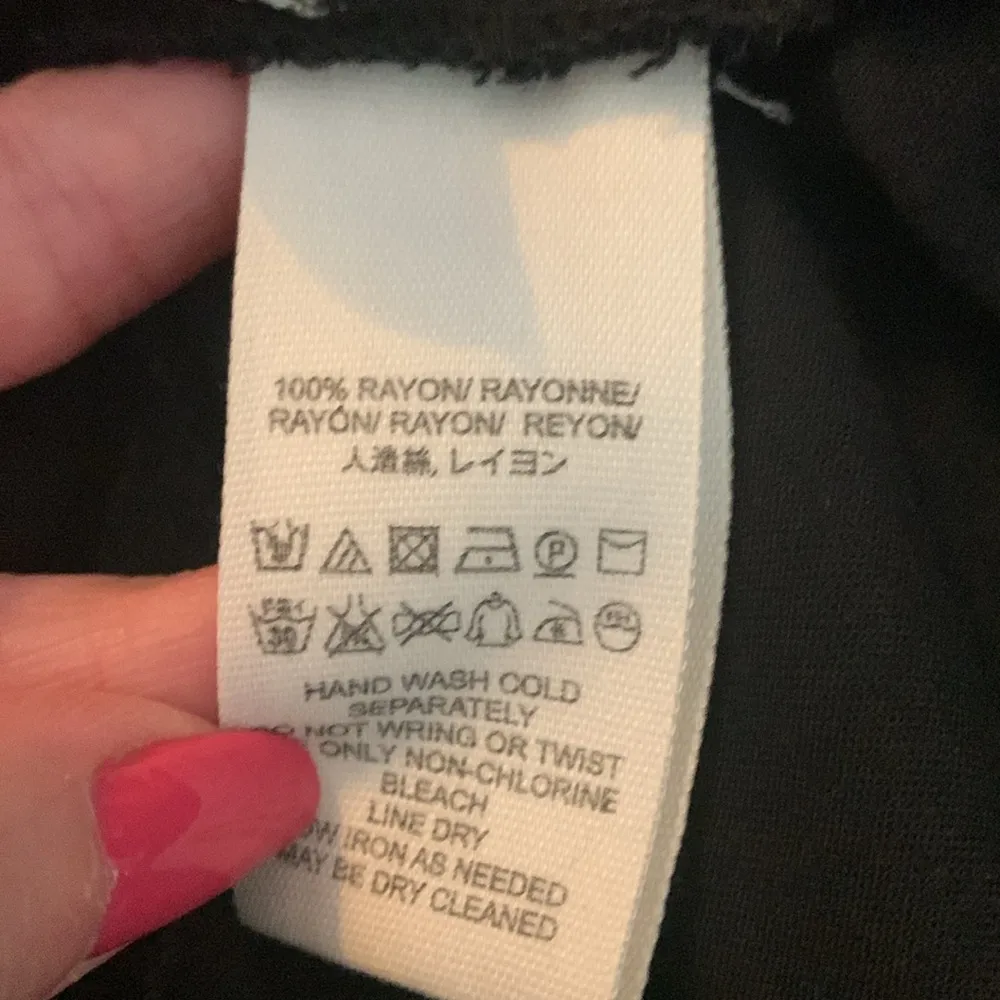 100% RAYON/ RAYONNE/
RAYÓN/ RAYON/ REYON/
人造絲, レイヨン
P
30
HAND WASH COLD
SEPARATELY
NOT WRING OR TWIST
ONLY NON-CHLORINE
BLEACH
LINE DRY
IRON AS NEEDED
MAY BE DRY CLEANED